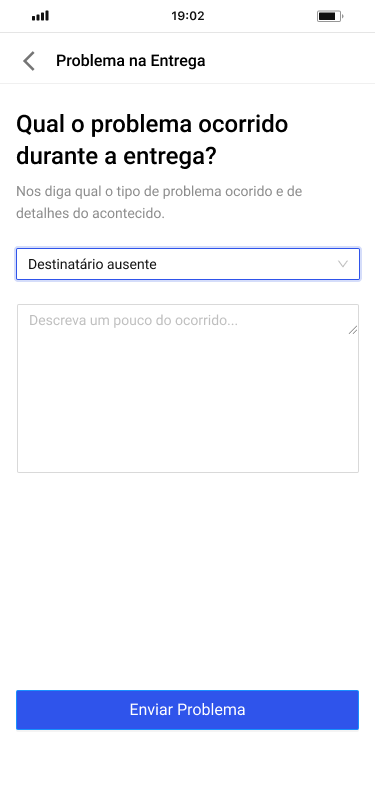 19:02
Problema na Entrega
Qual o problema ocorrido
durante a entrega?
Nos diga qual o tipo de problema ocorido e de
detalhes do acontecido.
Destinatário ausente
Descreva um pouco do ocorrido...
Enviar Problema